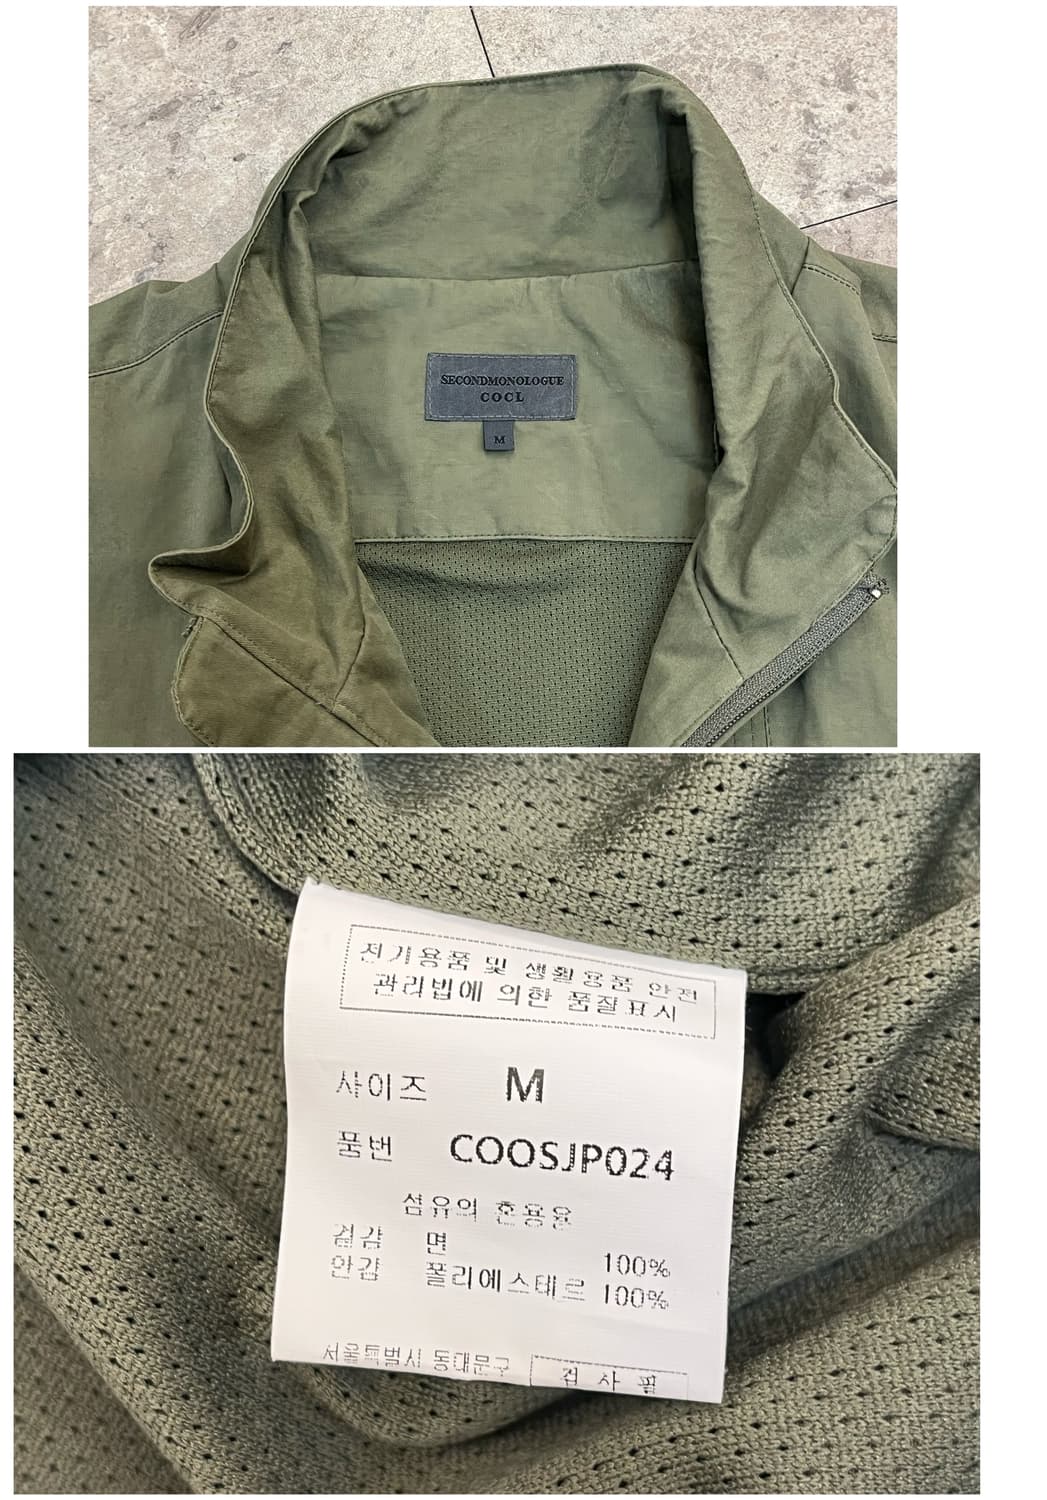 SECONDMONOLOGUE
COCL
M
전기용품 및 생활용품 안전
관리법에 의한 품질표시
사이즈 M
품번 COOSJP024
섬유의 혼용율
겉감 면 100%
안감 폴리에스테르 100%
서울특별시 동대문구
검 사 필